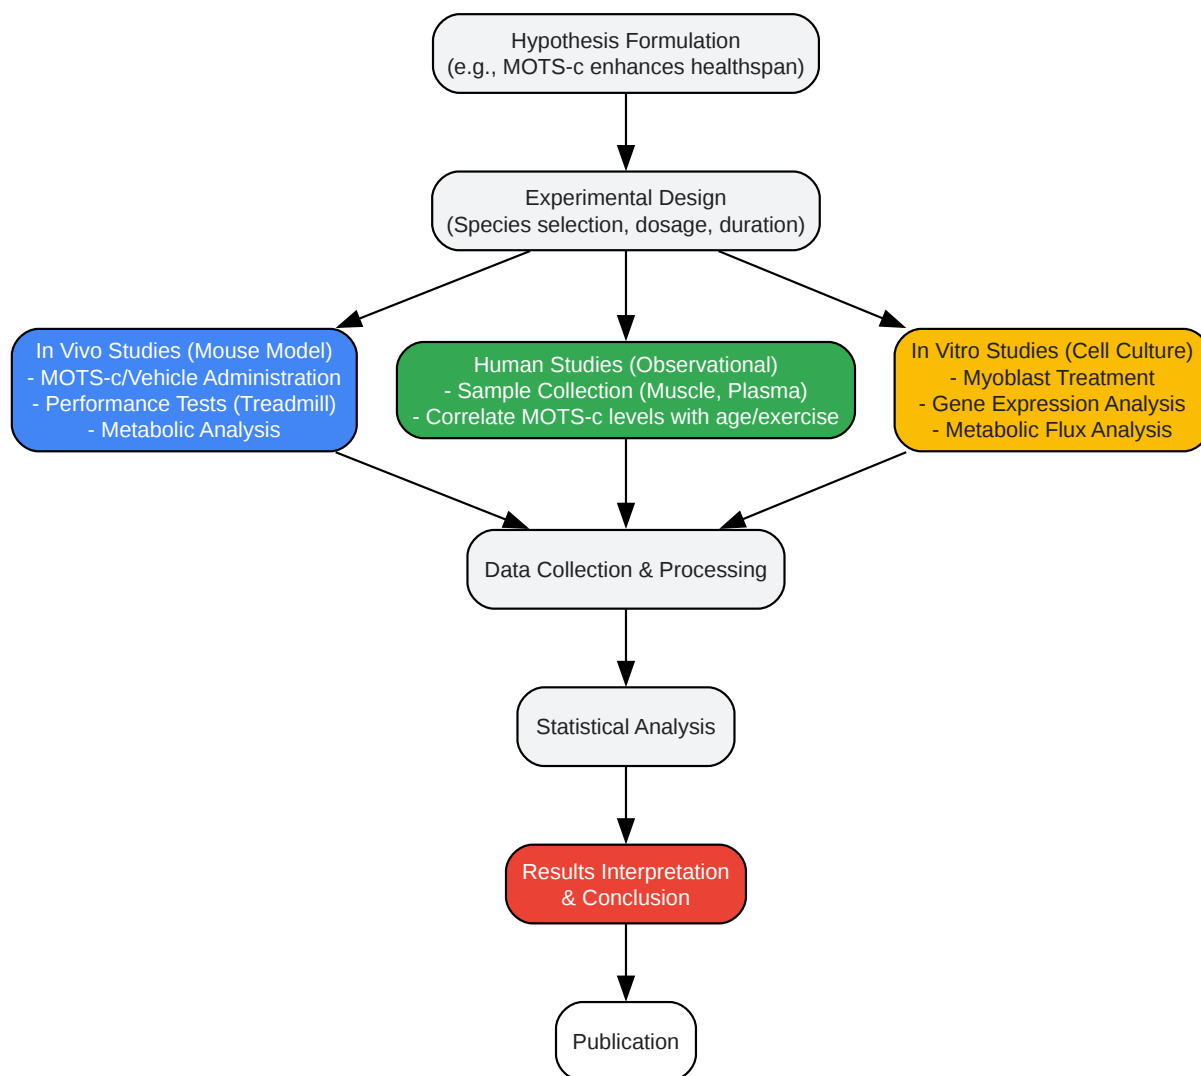 Hypothesis Formulation
(e.g., MOTS-c enhances healthspan)
Experimental Design
(Species selection, dosage, duration)
In Vivo Studies (Mouse Model)
- MOTS-c/Vehicle Administration
- Performance Tests (Treadmill)
- Metabolic Analysis
Human Studies (Observational)
- Sample Collection (Muscle, Plasma)
- Correlate MOTS-c levels with age/exercise
In Vitro Studies (Cell Culture)
- Myoblast Treatment
- Gene Expression Analysis
- Metabolic Flux Analysis
Data Collection & Processing
Statistical Analysis
Results Interpretation
& Conclusion
Publication